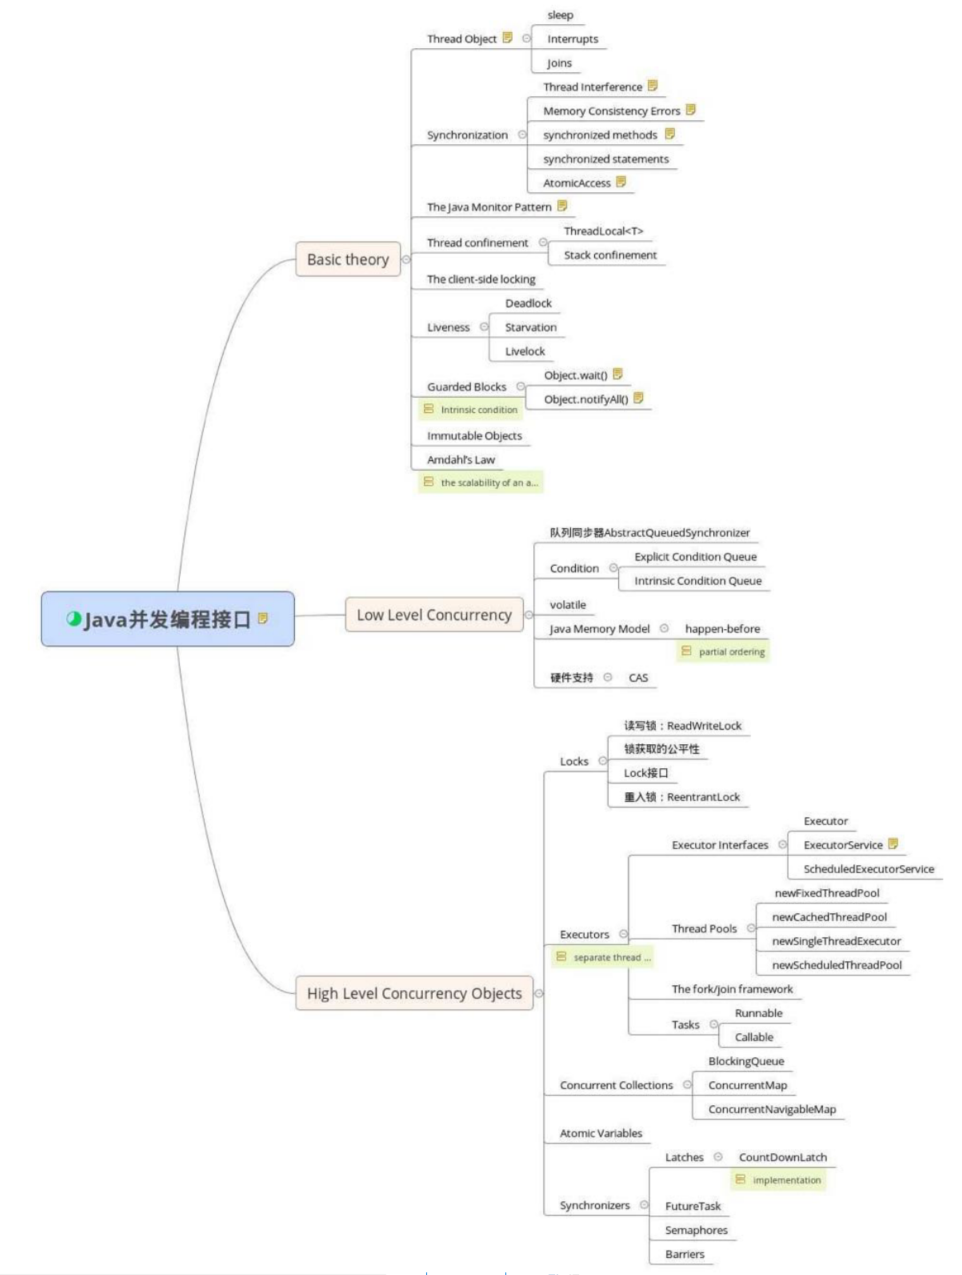 Java并发编程接口
Basic theory
Thread Object
sleep
Interrupts
Joins
Synchronization
Thread Interference
Memory Consistency Errors
synchronized methods
synchronized statements
AtomicAccess
The Java Monitor Pattern
Thread confinement
ThreadLocal<T>
Stack confinement
The client-side locking
Liveness
Deadlock
Starvation
Livelock
Guarded Blocks
Intrinsic condition
Object.wait()
Object.notifyAll()
Immutable Objects
Amdahl's Law
the scalability of an a...
Low Level Concurrency
队列同步器AbstractQueuedSynchronizer
Condition
Explicit Condition Queue
Intrinsic Condition Queue
volatile
Java Memory Model
happen-before
partial ordering
硬件支持
CAS
High Level Concurrency Objects
Locks
读写锁：ReadWriteLock
锁获取的公平性
Lock接口
重入锁：ReentrantLock
Executors
separate thread ...
Executor Interfaces
Executor
ExecutorService
ScheduledExecutorService
Thread Pools
newFixedThreadPool
newCachedThreadPool
newSingleThreadExecutor
newScheduledThreadPool
The fork/join framework
Tasks
Runnable
Callable
Concurrent Collections
BlockingQueue
ConcurrentMap
ConcurrentNavigableMap
Atomic Variables
Synchronizers
Latches
CountDownLatch
implementation
FutureTask
Semaphores
Barriers